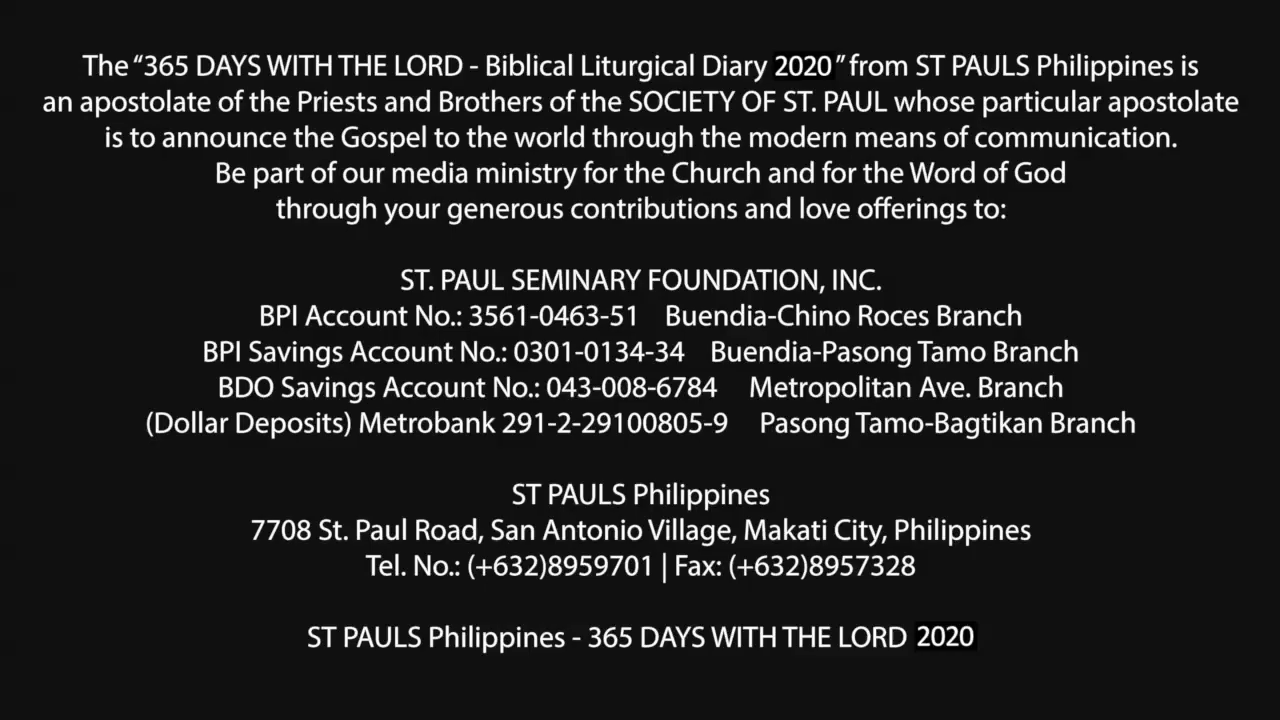 The “365 DAYS WITH THE LORD - Biblical Liturgical Diary 2020” from ST PAULS Philippines is
an apostolate of the Priests and Brothers of the SOCIETY OF ST. PAUL whose particular apostolate
is to announce the Gospel to the world through the modern means of communication.
Be part of our media ministry for the Church and for the Word of God
through your generous contributions and love offerings to:
ST. PAUL SEMINARY FOUNDATION, INC.
BPI Account No.: 3561-0463-51 Buendia-Chino Roces Branch
BPI Savings Account No.: 0301-0134-34 Buendia-Pasong Tamo Branch
BDO Savings Account No.: 043-008-6784 Metropolitan Ave. Branch
(Dollar Deposits) Metrobank 291-2-29100805-9 Pasong Tamo-Bagtikan Branch
ST PAULS Philippines
7708 St. Paul Road, San Antonio Village, Makati City, Philippines
Tel. No.: (+632)8959701 | Fax: (+632)8957328
ST PAULS Philippines - 365 DAYS WITH THE LORD 2020